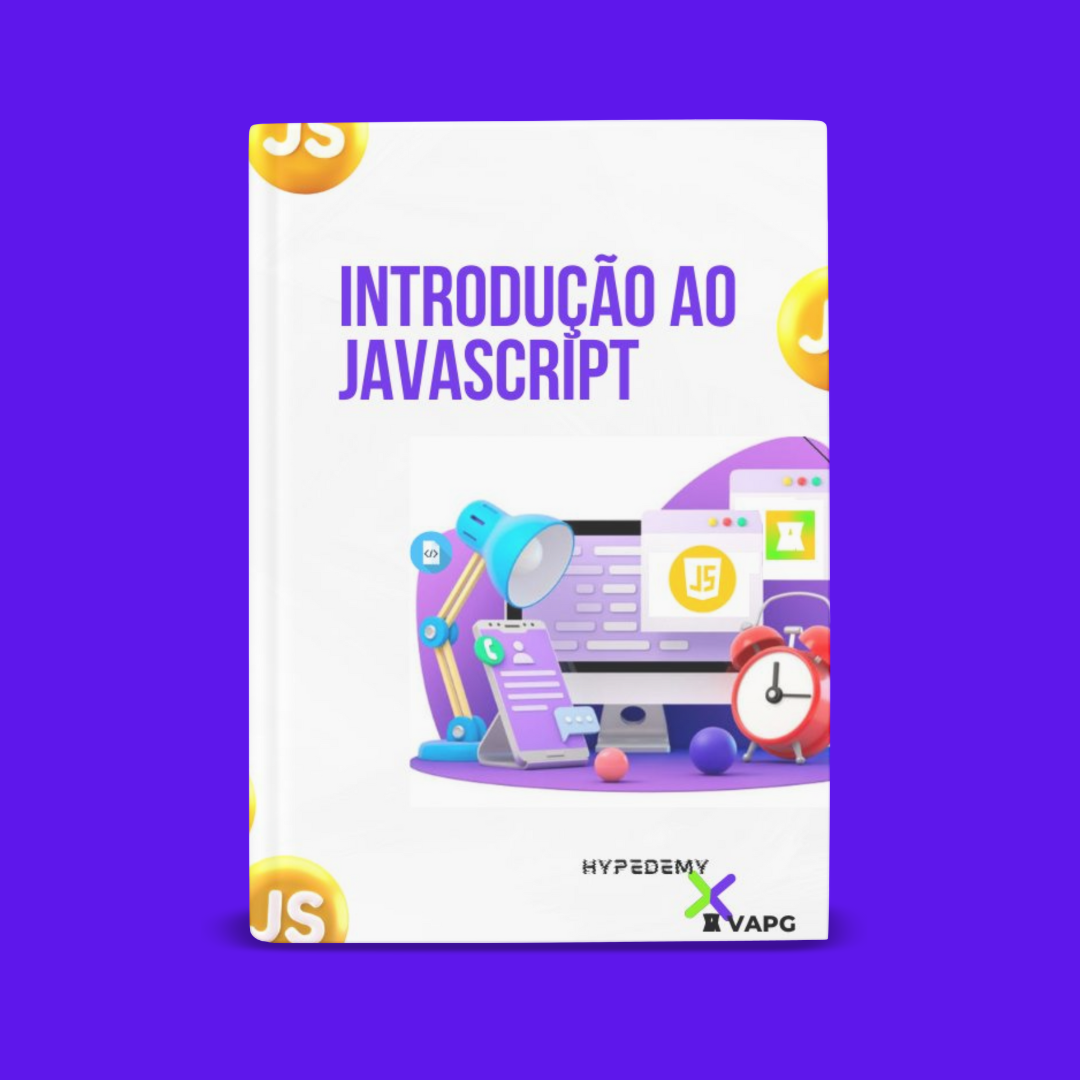 JS
INTRODUÇÃO AO
JAVASCRIPT
J
</>
JS
HYPEDEMY
X
VAPG
JS